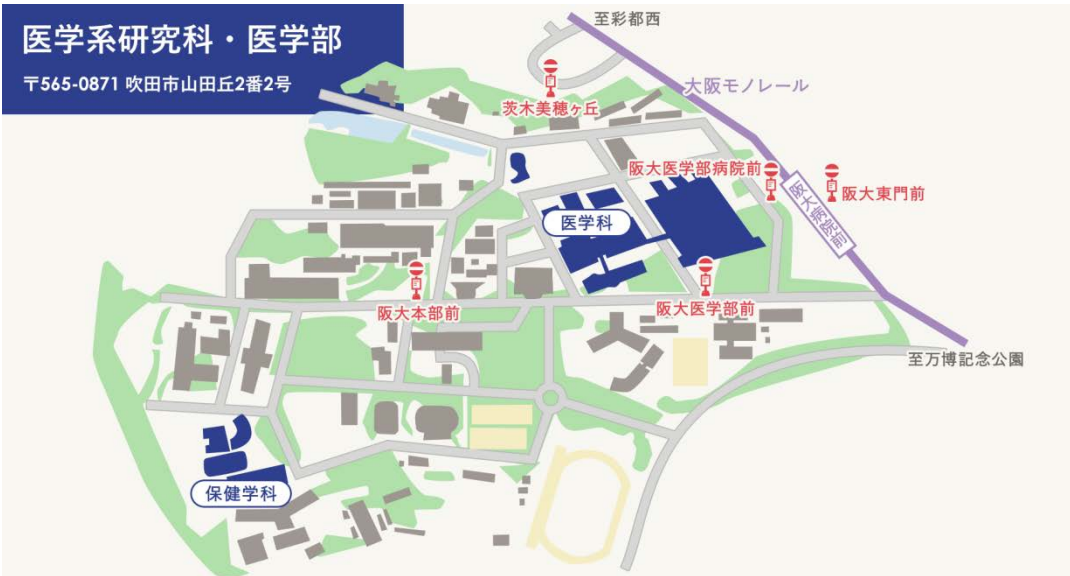 医学系研究科・医学部
〒565-0871 吹田市山田丘2番2号
至彩都西
大阪モノレール
茨木美穂ヶ丘
阪大医学部病院前
阪大東門前
阪大病院前
医学科
阪大本部前
阪大医学部前
至万博記念公園
保健学科